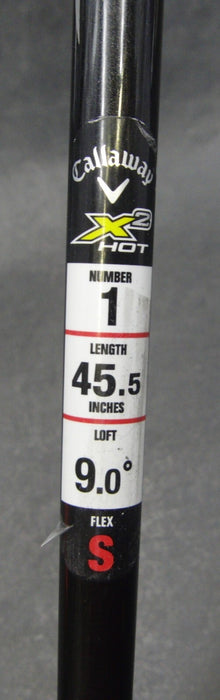 Callaway
X2
HOT
NUMBER
1
LENGTH
45.5
INCHES
LOFT
9.0°
FLEX
S